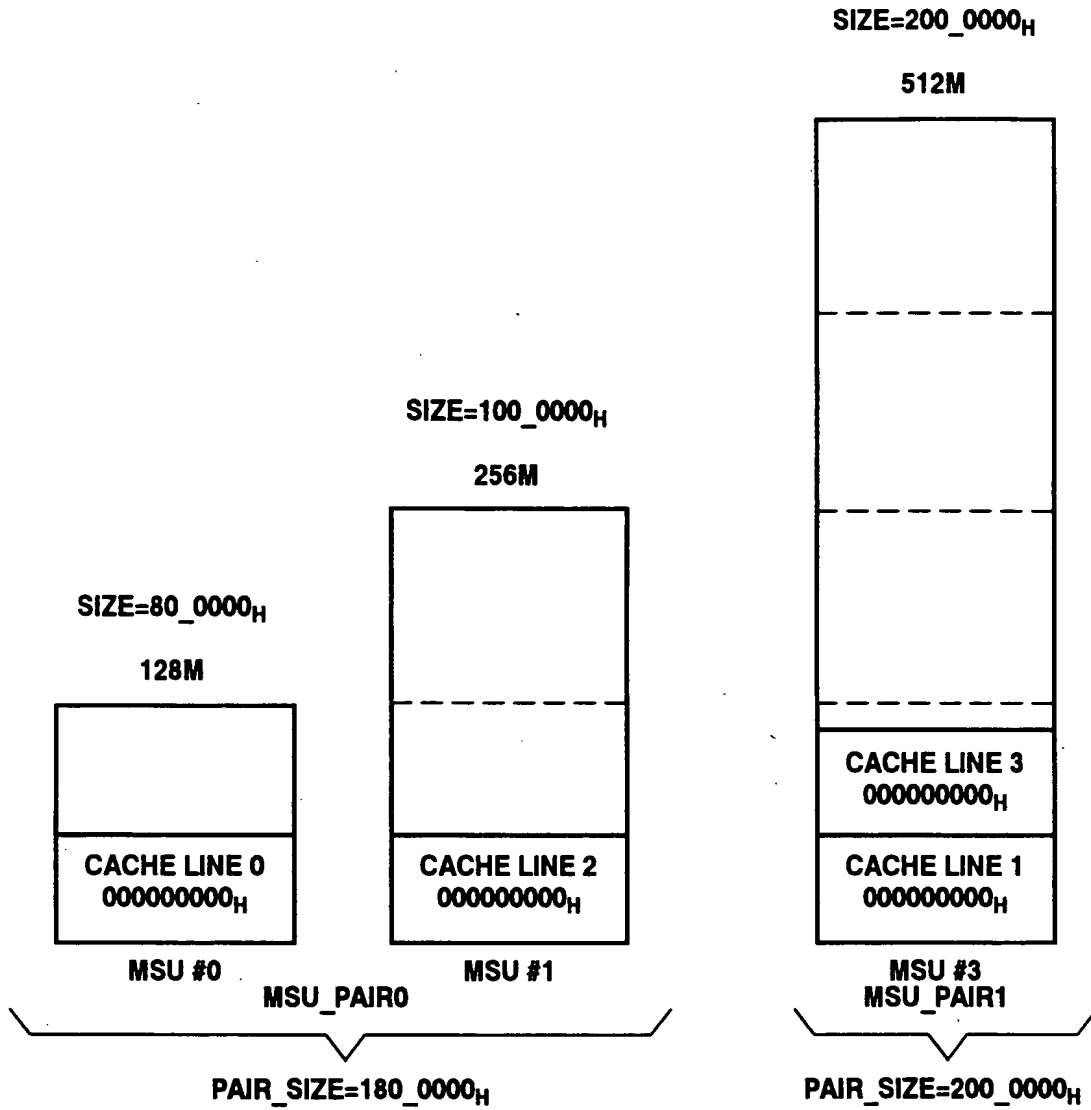 SIZE=200_0000H
512M
SIZE=100_0000H
256M
SIZE=80_0000H
128M
CACHE LINE 3
000000000H
CACHE LINE 0
000000000H
CACHE LINE 2
000000000H
CACHE LINE 1
000000000H
MSU #0
MSU #1
MSU #3
MSU_PAIR0
MSU_PAIR1
PAIR_SIZE=180_0000H
PAIR_SIZE=200_0000H